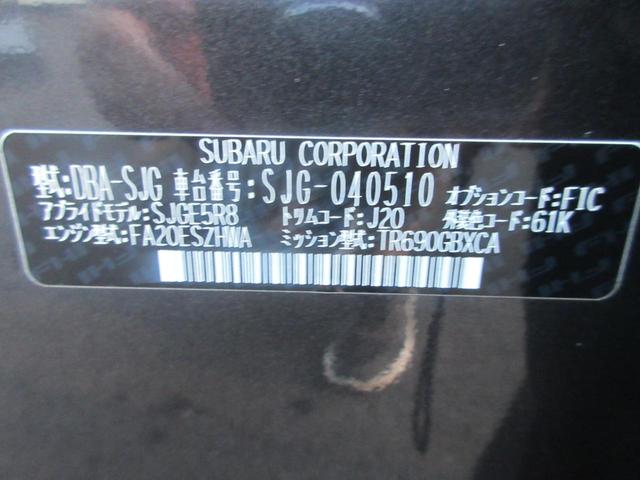 SUBARU CORPORATION
型式:DBA-SJG 車台番号:SJG-040510 オプションコード:FIC
アプライドモデル:SJGE5R8 トリムコード:J20 外装色コード:61K
エンジン型式:FA20ESZHWA ミッション型式:TR690GBXCA